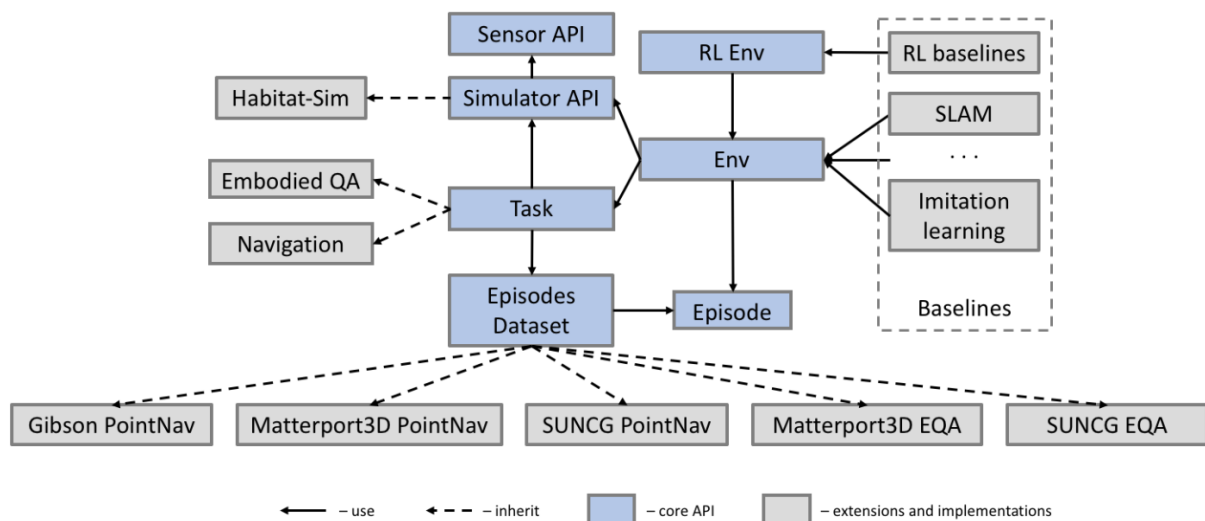 Sensor API
RL Env
RL baselines
Habitat-Sim
Simulator API
SLAM
Env
. . .
Embodied QA
Task
Imitation
learning
Navigation
Episodes
Dataset
Episode
Baselines
Gibson PointNav
Matterport3D PointNav
SUNCG PointNav
Matterport3D EQA
SUNCG EQA
– use
– inherit
– core API
– extensions and implementations